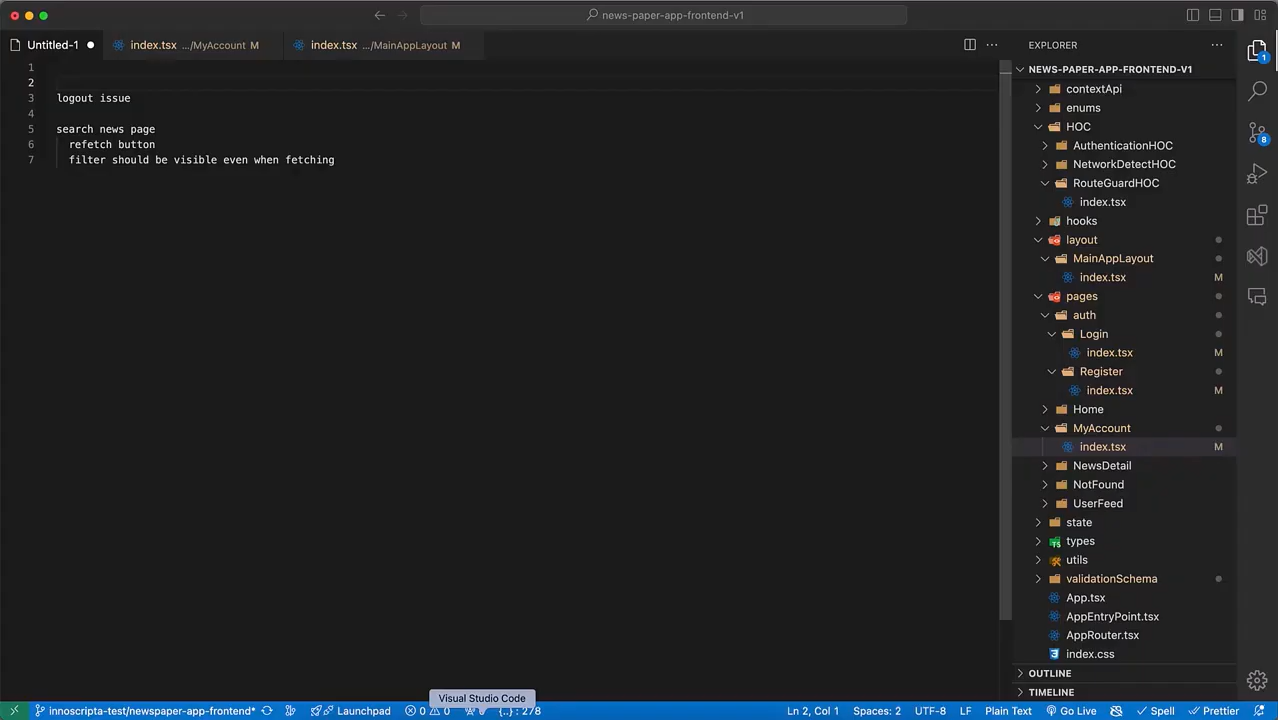 news-paper-app-frontend-v1
Untitled-1
index.tsx .../MyAccount M
index.tsx .../MainAppLayout M
1
2
3 logout issue
4
5 search news page
6 refetch button
7 filter should be visible even when fetching
EXPLORER
NEWS-PAPER-APP-FRONTEND-V1
contextApi
enums
HOC
AuthenticationHOC
NetworkDetectHOC
RouteGuardHOC
index.tsx
hooks
layout
MainAppLayout
index.tsx M
pages
auth
Login
index.tsx M
Register
index.tsx M
Home
MyAccount
index.tsx M
NewsDetail
NotFound
UserFeed
state
types
utils
validationSchema
App.tsx
AppEntryPoint.tsx
AppRouter.tsx
index.css
OUTLINE
TIMELINE
1
8
Visual Studio Code
innoscripta-test/newspaper-app-frontend* Launchpad 0 0 {..} : 278 Ln 2, Col 1 Spaces: 2 UTF-8 LF Plain Text Go Live Spell Prettier